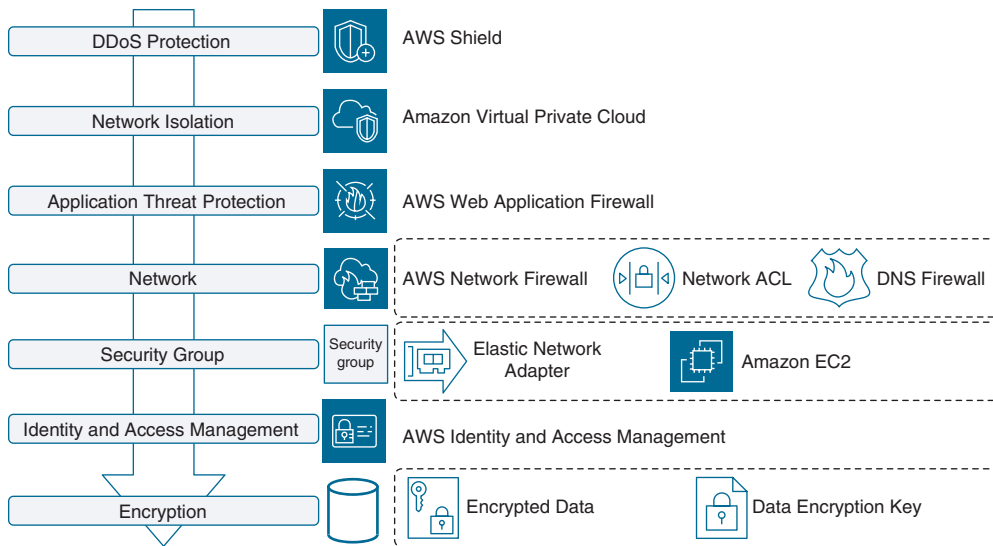 DDoS Protection
AWS Shield
Network Isolation
Amazon Virtual Private Cloud
Application Threat Protection
AWS Web Application Firewall
Network
AWS Network Firewall
Network ACL
DNS Firewall
Security Group
Security
group
Elastic Network
Adapter
Amazon EC2
Identity and Access Management
AWS Identity and Access Management
Encryption
Encrypted Data
Data Encryption Key